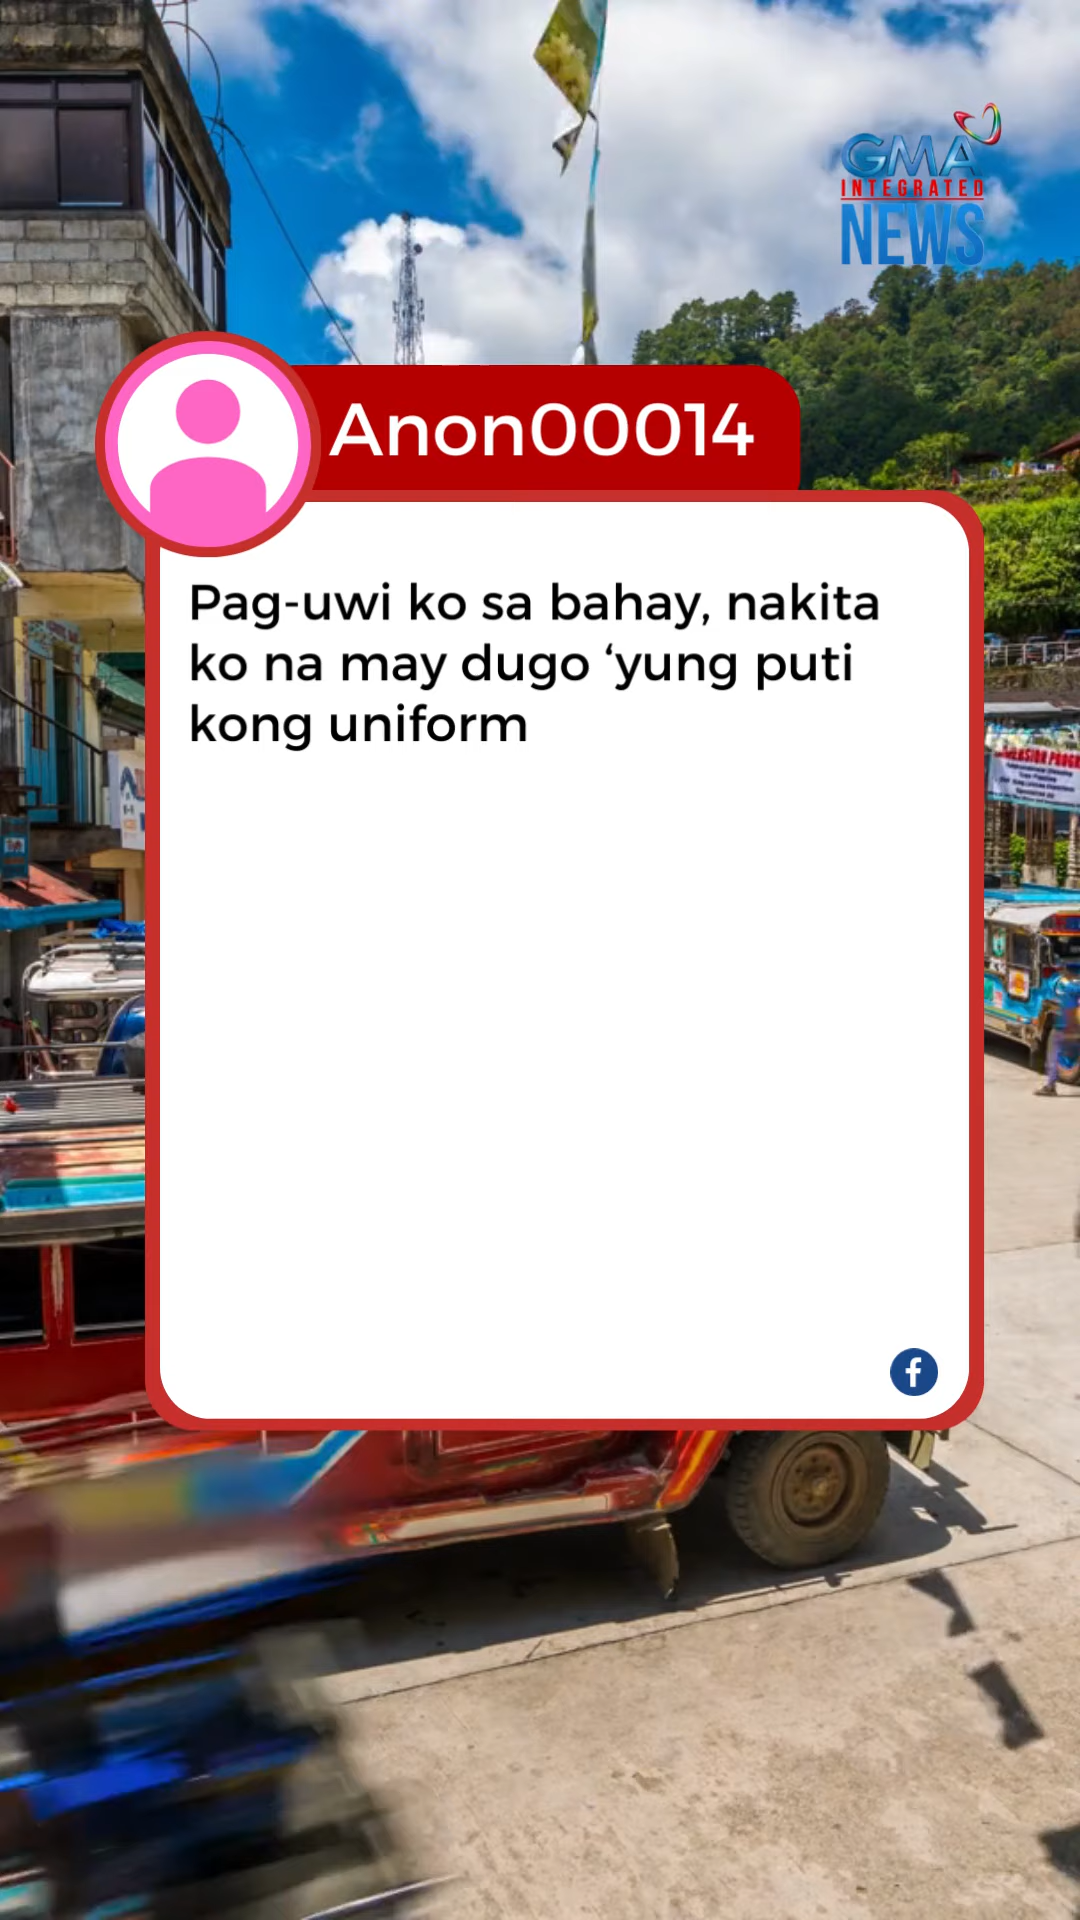 GMA
INTEGRATED
NEWS
Anon00014
Pag-uwi ko sa bahay, nakita
ko na may dugo ‘yung puti
kong uniform